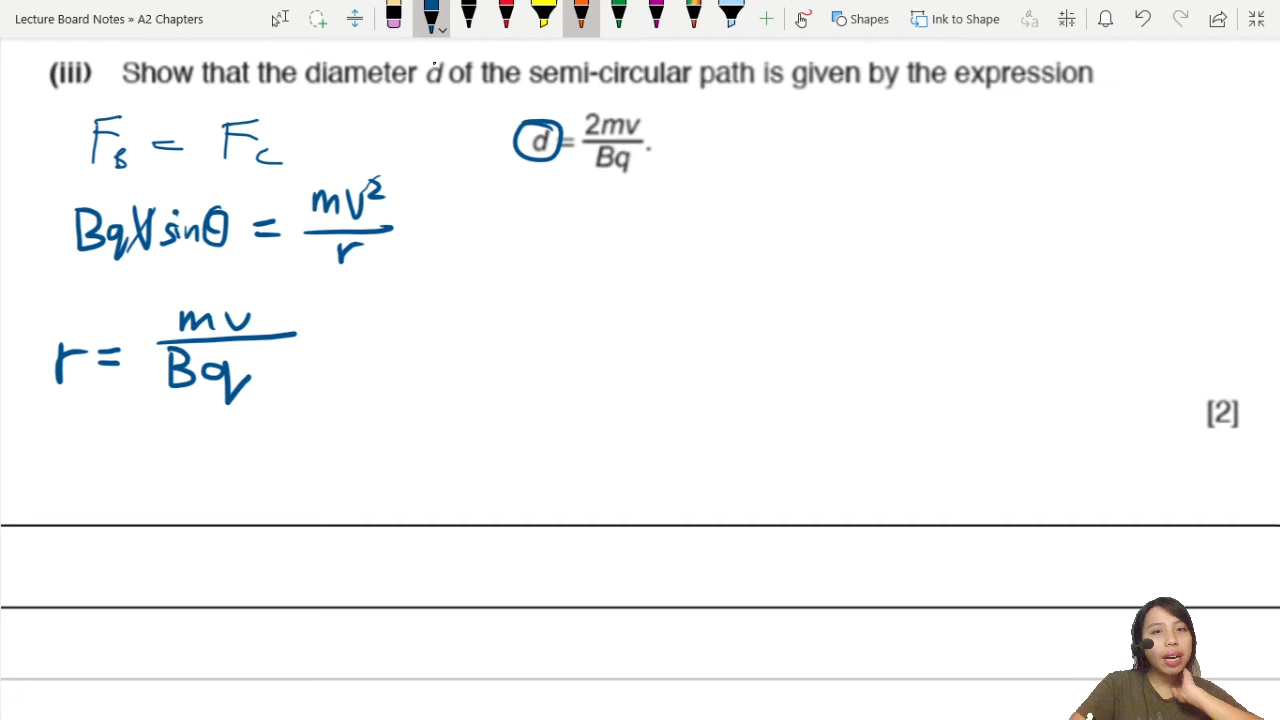 Lecture Board Notes » A2 Chapters
Shapes
Ink to Shape
(iii) Show that the diameter d of the semi-circular path is given by the expression
F_B = F_C
d = 2mv/Bq.
BqV sinθ = mv²/r
r = mv/Bq
[2]